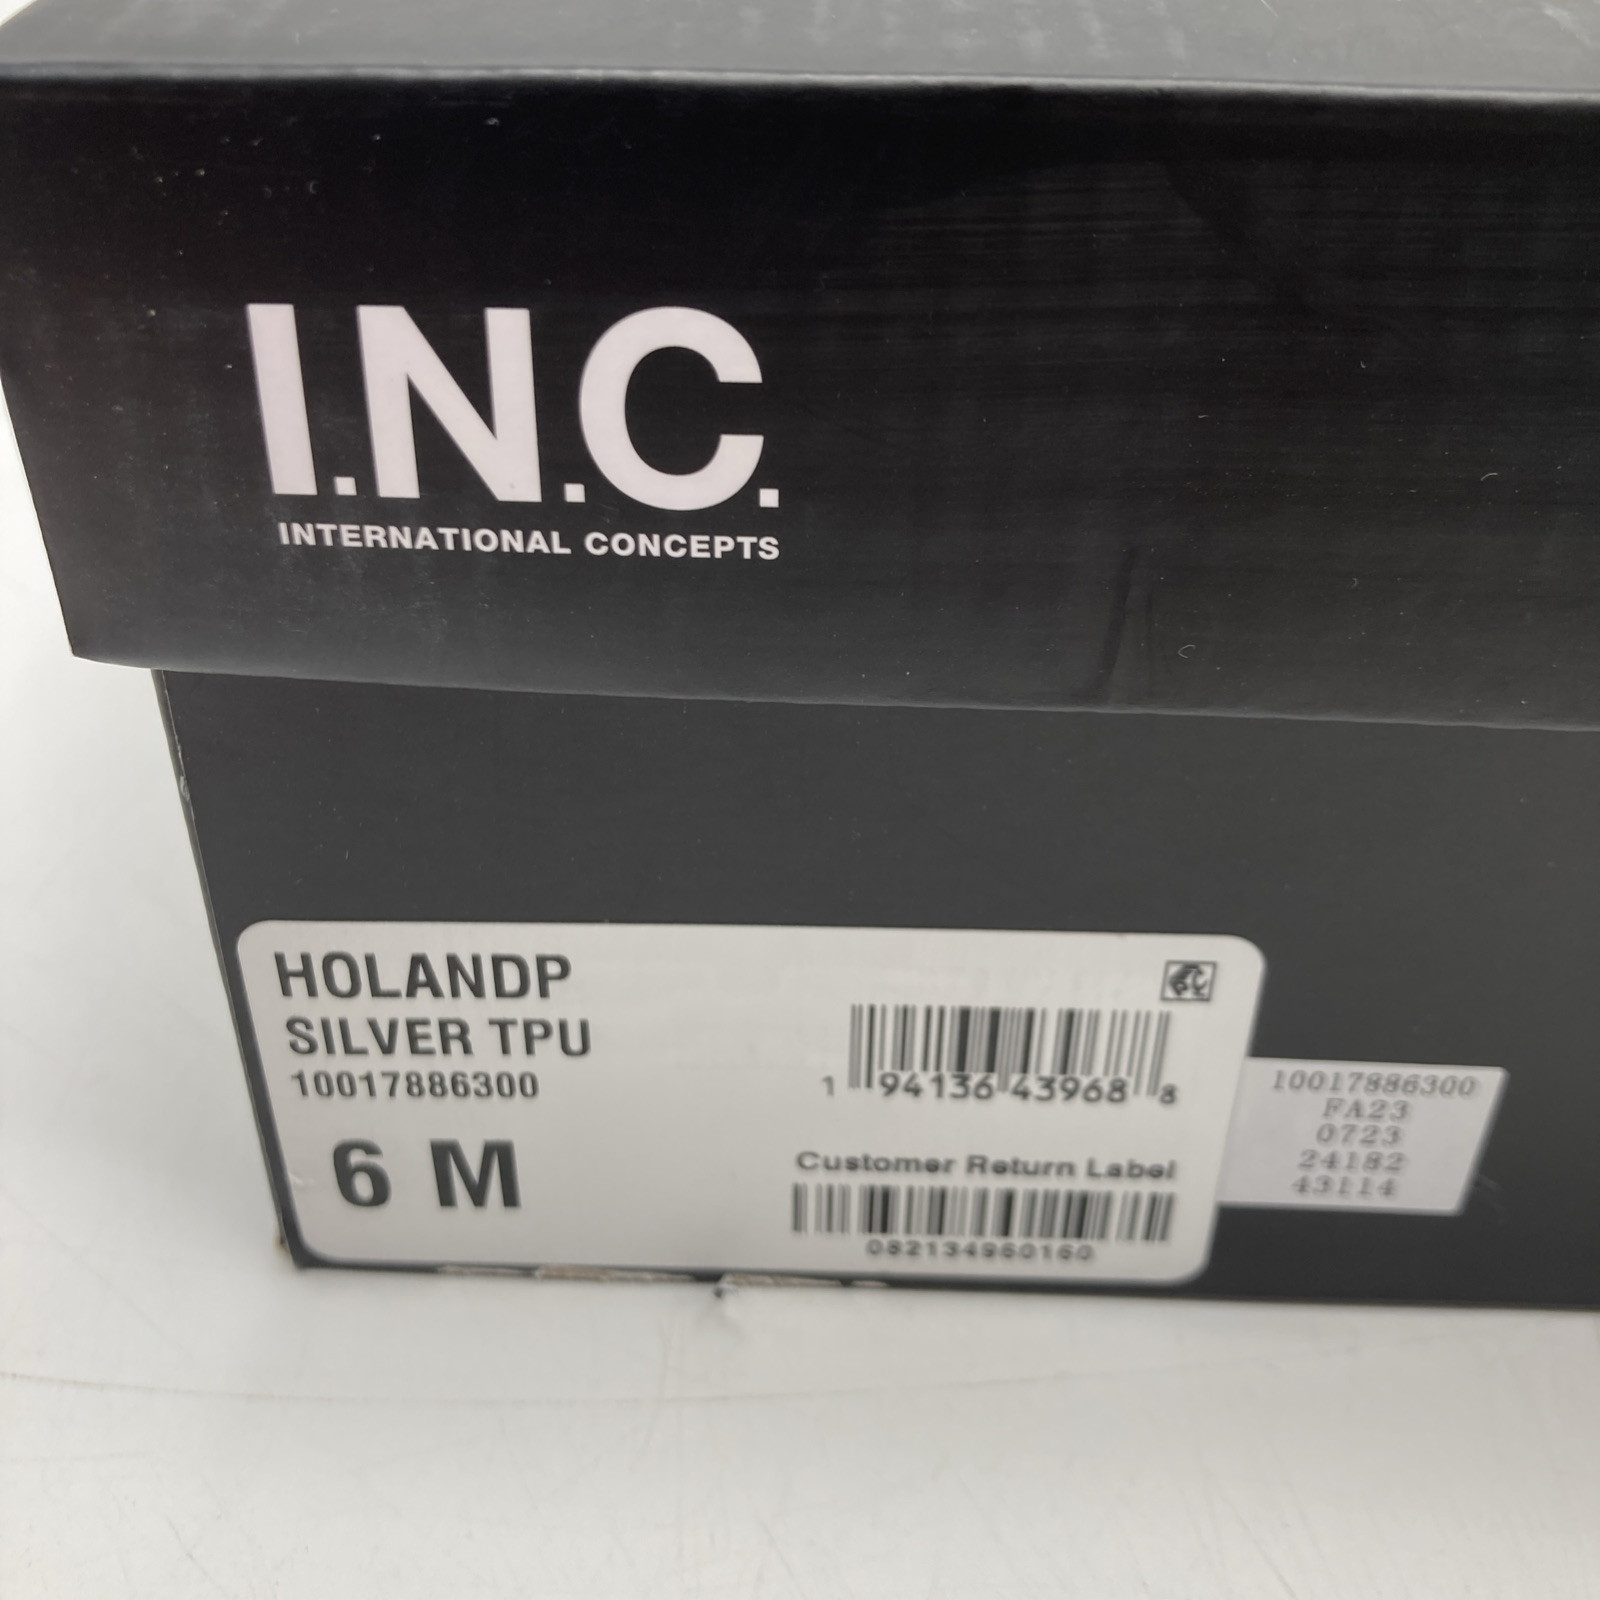 I.N.C.
INTERNATIONAL CONCEPTS
HOLANDP
SILVER TPU
10017886300
6 M
1 94136 43968 8
Customer Return Label
082134960160
10017886300
FA23
0723
24182
43114